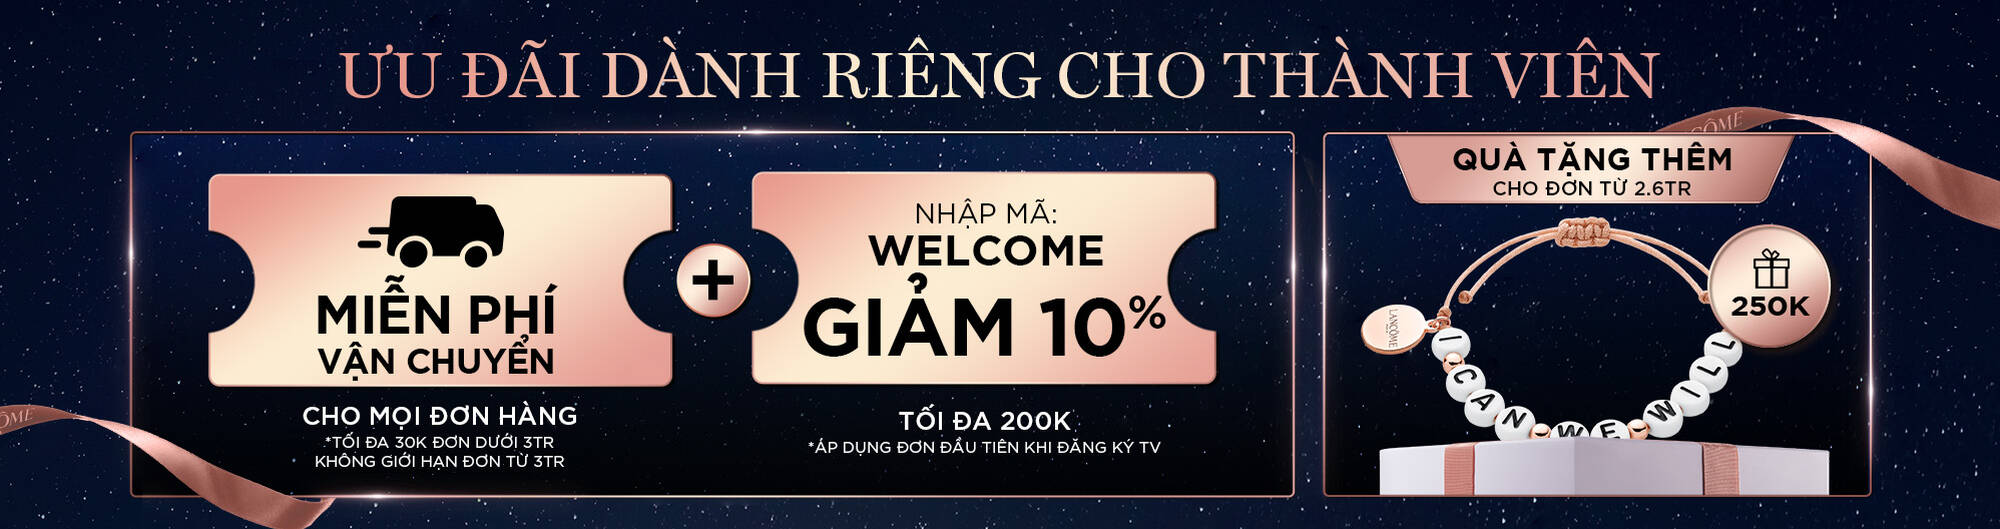 ƯU ĐÃI DÀNH RIÊNG CHO THÀNH VIÊN
MIỄN PHÍ
VẬN CHUYỂN
CHO MỌI ĐƠN HÀNG
*TỐI ĐA 30K ĐƠN DƯỚI 3TR
KHÔNG GIỚI HẠN ĐƠN TỪ 3TR
+
NHẬP MÃ:
WELCOME
GIẢM 10%
TỐI ĐA 200K
*ÁP DỤNG ĐƠN ĐẦU TIÊN KHI ĐĂNG KÝ TV
QUÀ TẶNG THÊM
CHO ĐƠN TỪ 2.6TR
250K
LANCÔME
I CAN WE WILL